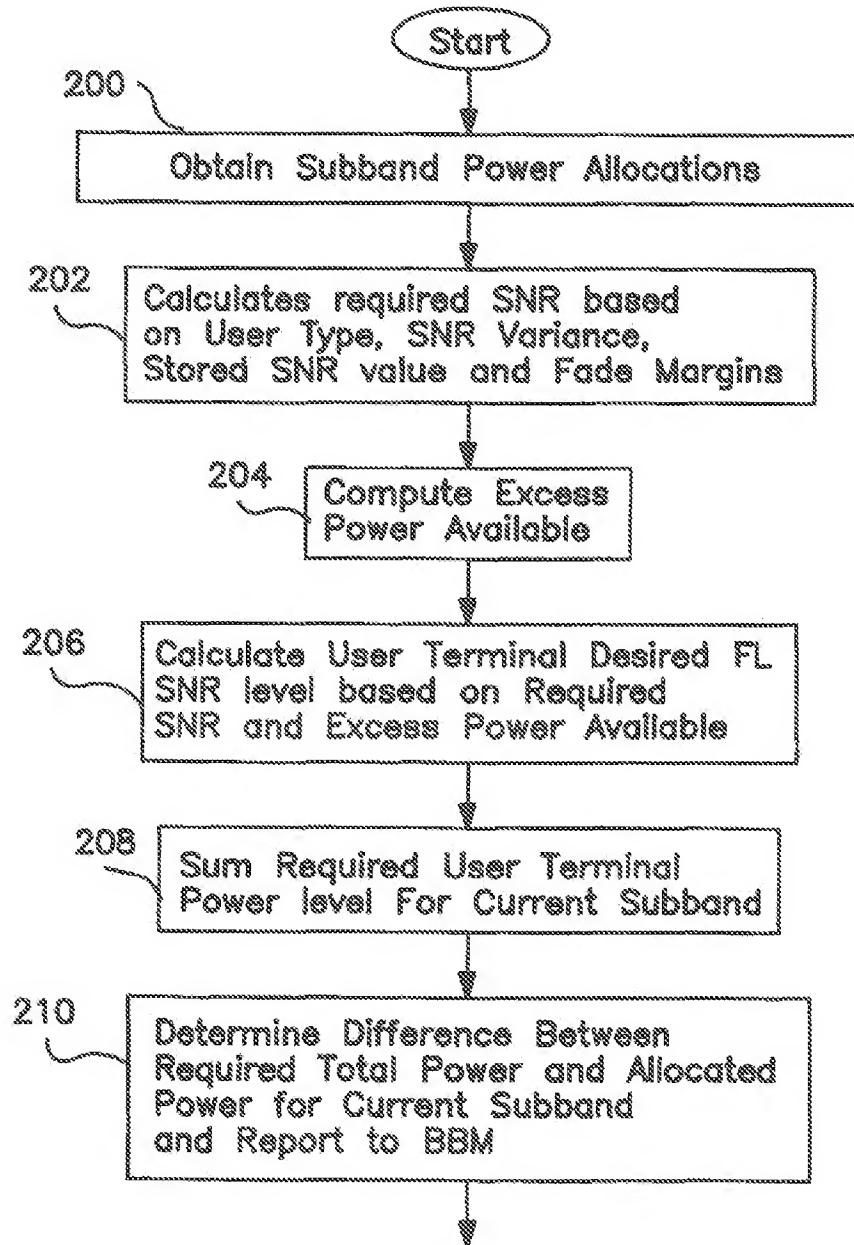 Start
200
Obtain Subband Power Allocations
202
Calculates required SNR based
on User Type, SNR Variance,
Stored SNR value and Fade Margins
204
Compute Excess
Power Available
206
Calculate User Terminal Desired FL
SNR level based on Required
SNR and Excess Power Available
208
Sum Required User Terminal
Power level For Current Subband
210
Determine Difference Between
Required Total Power and Allocated
Power for Current Subband
and Report to BBM